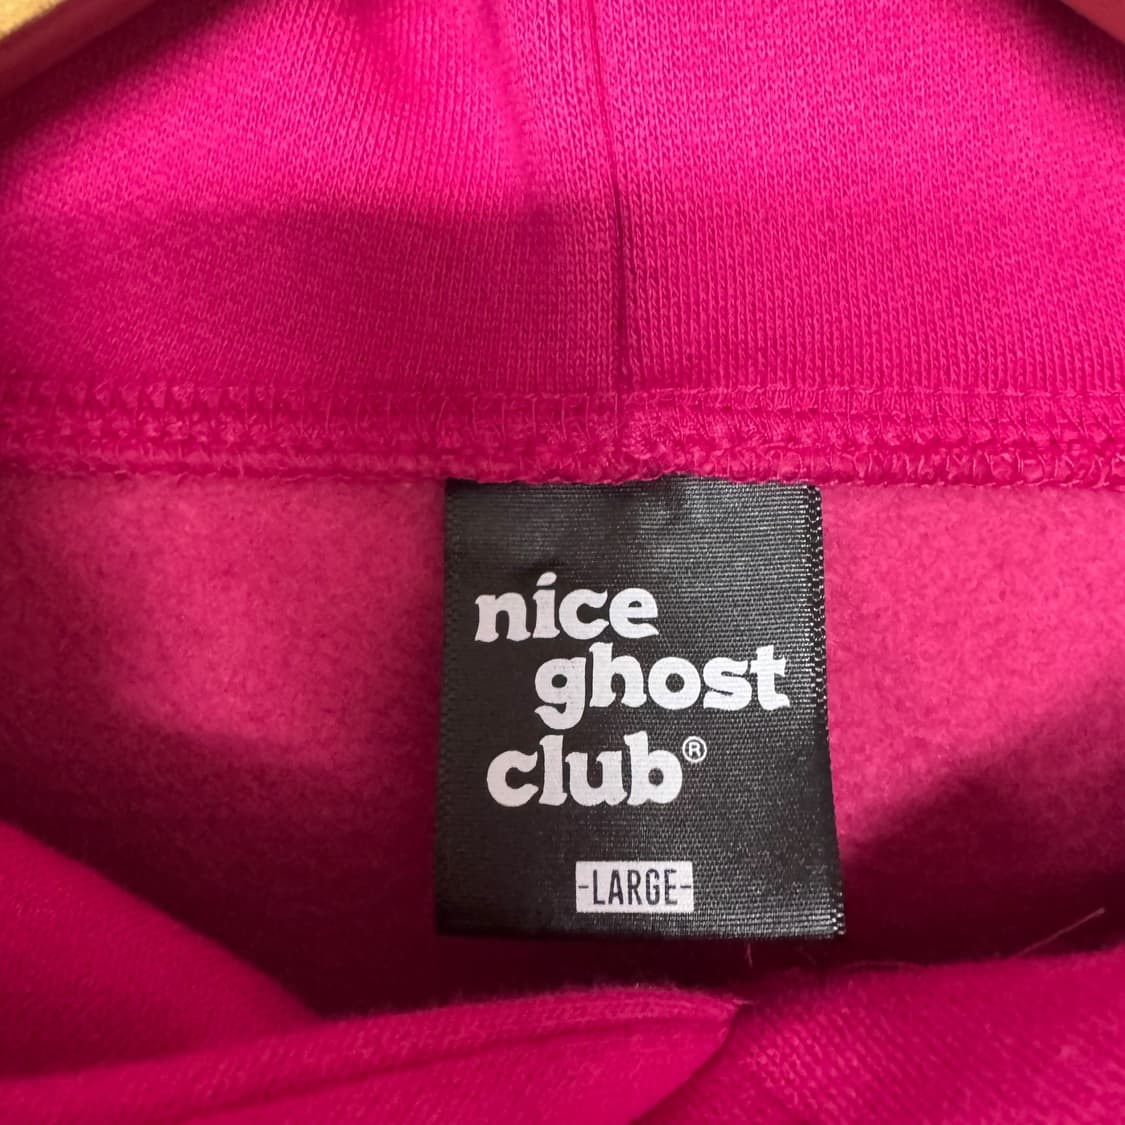 nice
ghost
club®
-LARGE-